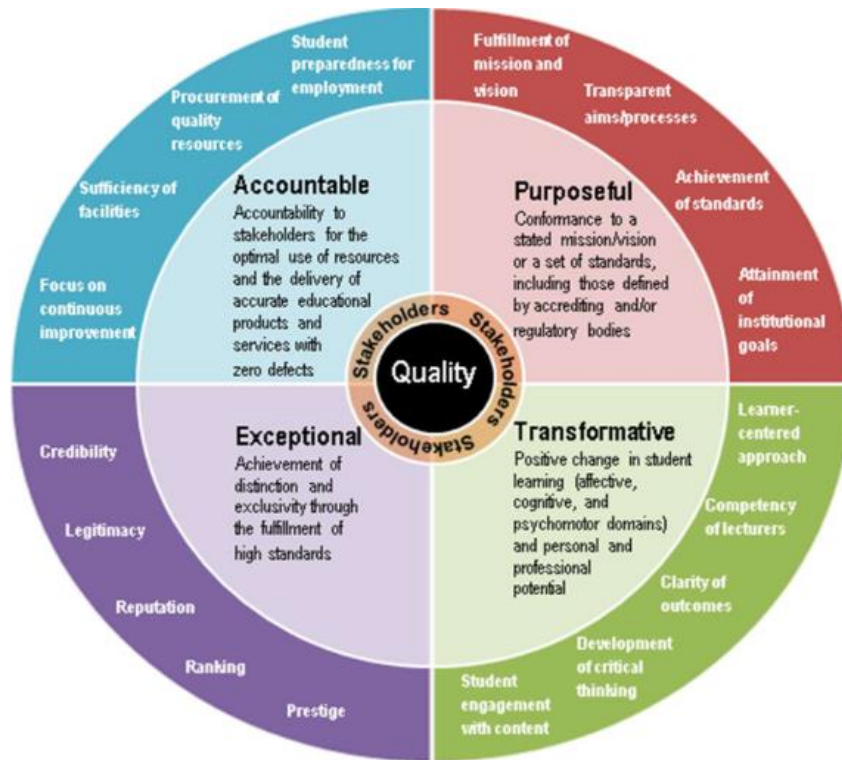 Student
preparedness for
employment
Procurement of
quality
resources
Sufficiency of
facilities
Focus on
continuous
improvement
Accountable
Accountability to
stakeholders for the
optimal use of resources
and the delivery of
accurate educational
products and
services with
zero defects
Fulfillment of
mission and
vision
Transparent
aims/processes
Achievement
of standards
Attainment
of
institutional
goals
Purposeful
Conformance to a
stated mission/vision
or a set of standards,
including those defined
by accrediting and/or
regulatory bodies
Stakeholders
Stakeholders
Stakeholders
Quality
Exceptional
Achievement of
distinction and
exclusivity through
the fulfillment of
high standards
Credibility
Legitimacy
Reputation
Ranking
Prestige
Transformative
Positive change in student
learning (affective,
cognitive, and
psychomotor domains)
and personal and
professional
potential
Learner-
centered
approach
Competency
of lecturers
Clarity of
outcomes
Development
of critical
thinking
Student
engagement
with content